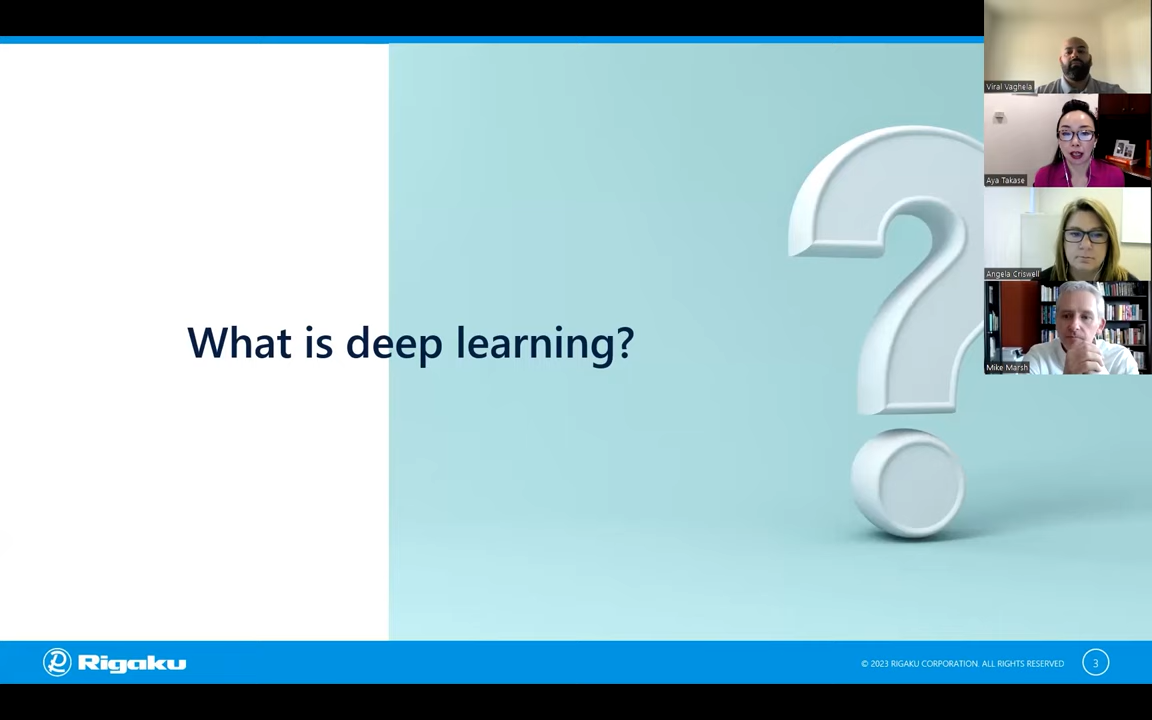 Viral Vaghela
Aya Takase
Angela Criswell
Mike Marsh
What is deep learning?
Rigaku
© 2023 RIGAKU CORPORATION. ALL RIGHTS RESERVED
3